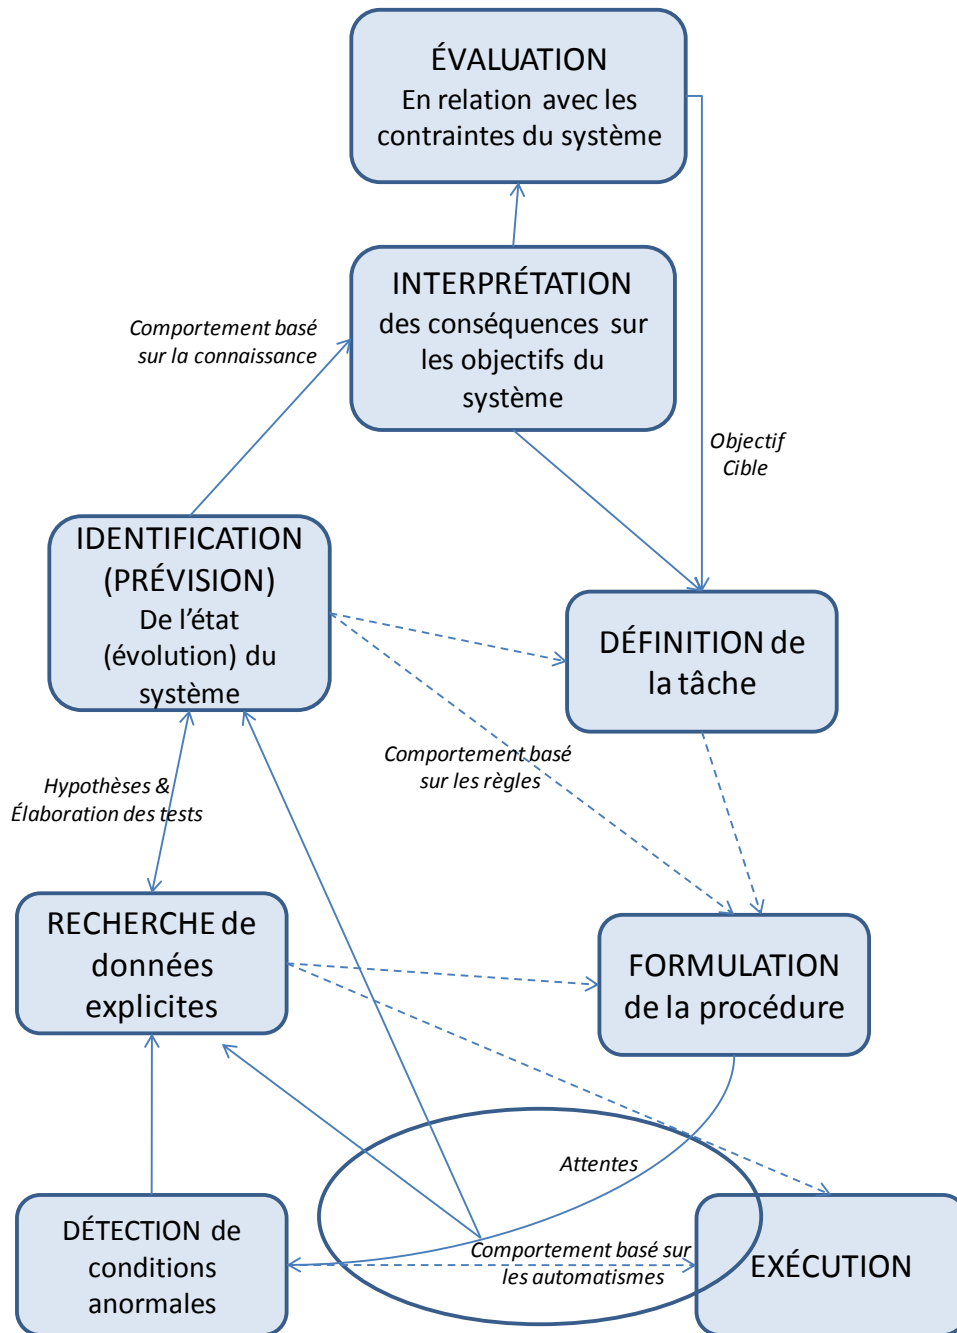 ÉVALUATION
En relation avec les
contraintes du système
INTERPRÉTATION
des conséquences sur
les objectifs du
système
Comportement basé
sur la connaissance
Objectif
Cible
IDENTIFICATION
(PRÉVISION)
De l'état
(évolution) du
système
DÉFINITION de
la tâche
Comportement basé
sur les règles
Hypothèses &
Élaboration des tests
RECHERCHE de
données
explicites
FORMULATION
de la procédure
Attentes
DÉTECTION de
conditions
anormales
Comportement basé sur
les automatismes
EXÉCUTION